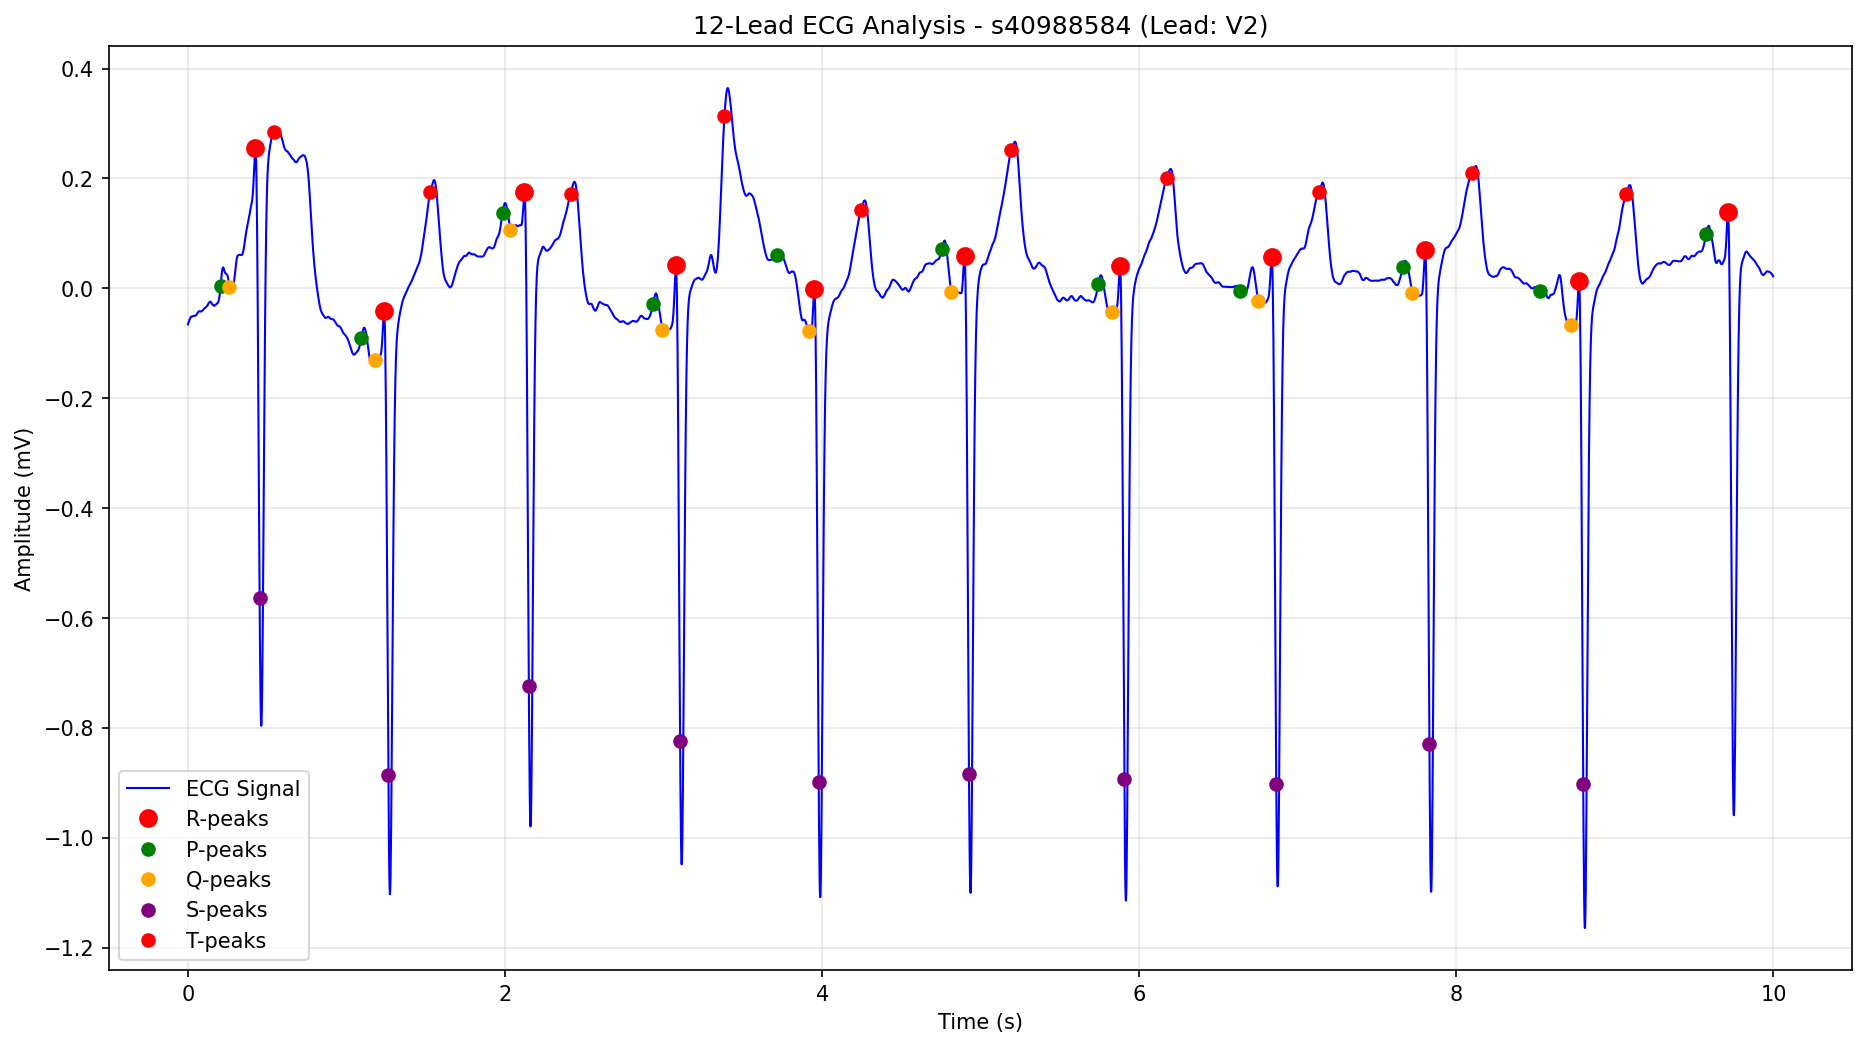 12-Lead ECG Analysis - s40988584 (Lead: V2)
0.4
0.2
0.0
−0.2
−0.4
−0.6
−0.8
−1.0
−1.2
Amplitude (mV)
ECG Signal
R-peaks
P-peaks
Q-peaks
S-peaks
T-peaks
0 2 4 6 8 10
Time (s)